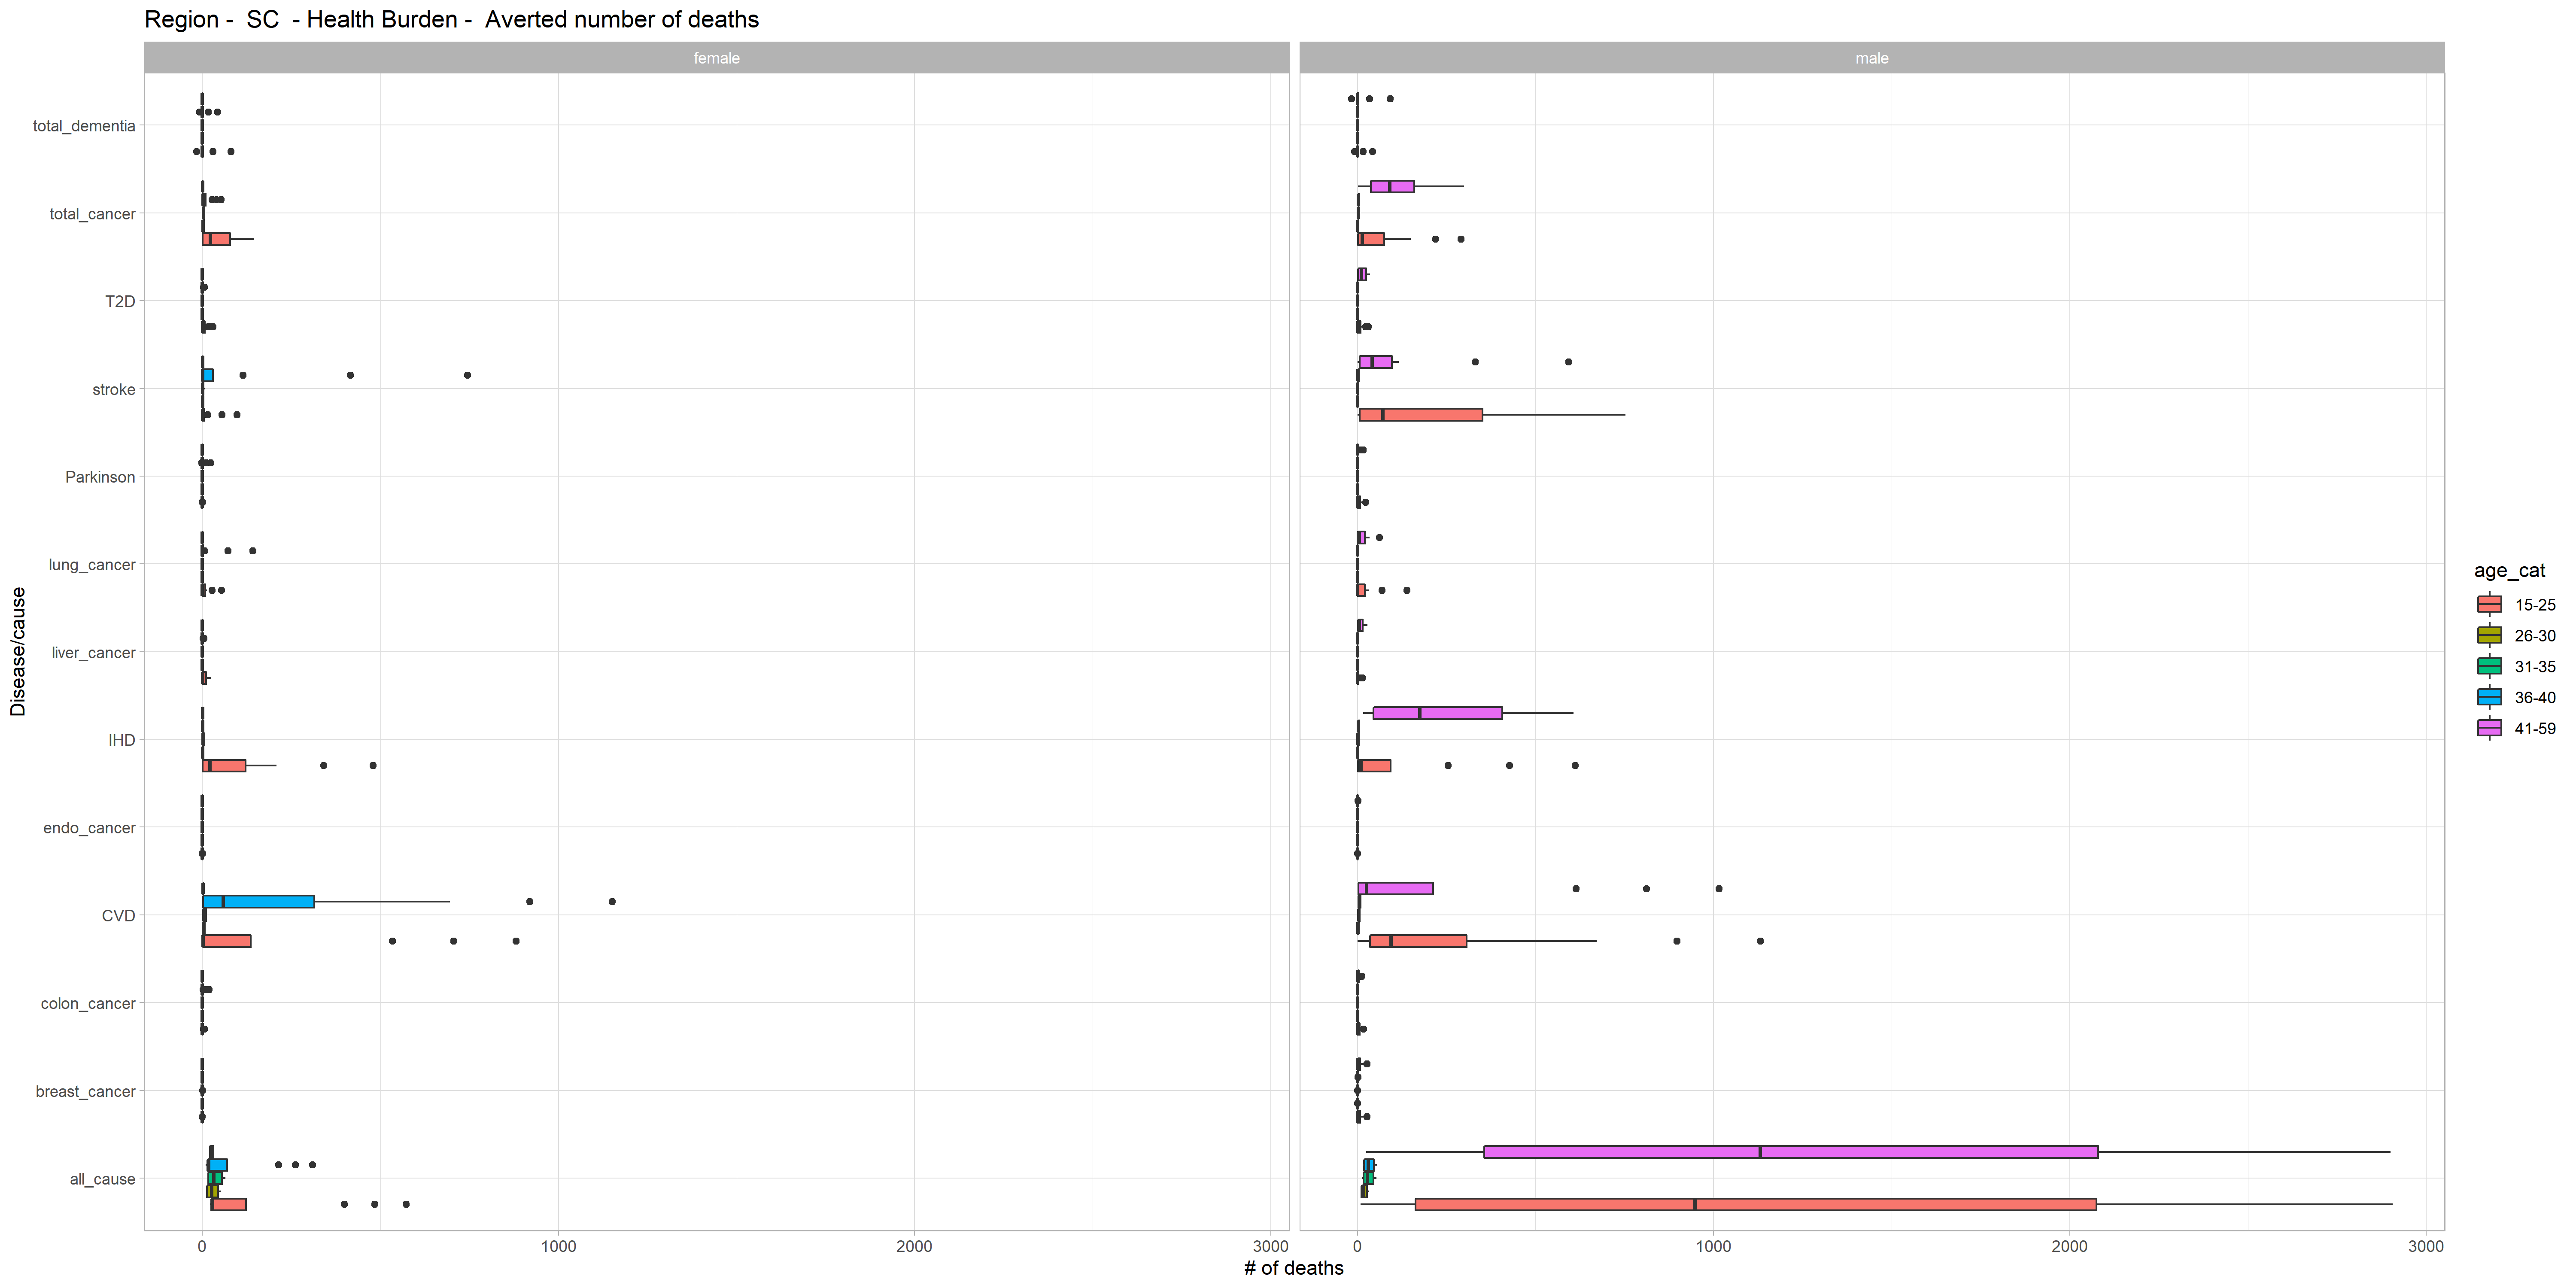 Region -  SC  - Health Burden -  Averted number of deaths
female
male
Disease/cause
total_dementia
total_cancer
T2D
stroke
Parkinson
lung_cancer
liver_cancer
IHD
endo_cancer
CVD
colon_cancer
breast_cancer
all_cause
0 1000 2000 3000
0 1000 2000 3000
# of deaths
age_cat
15-25
26-30
31-35
36-40
41-59